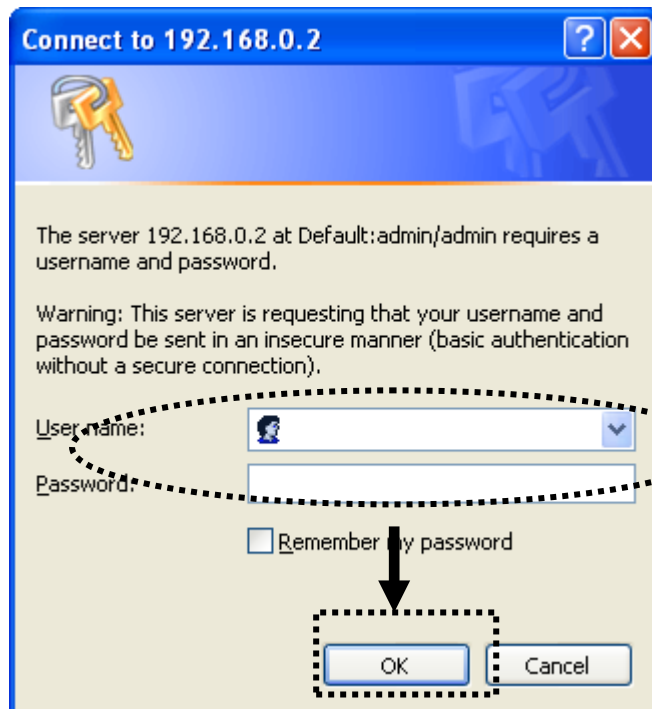 Connect to 192.168.0.2
The server 192.168.0.2 at Default:admin/admin requires a
username and password.
Warning: This server is requesting that your username and
password be sent in an insecure manner (basic authentication
without a secure connection).
User name:
Password:
Remember my password
OK Cancel